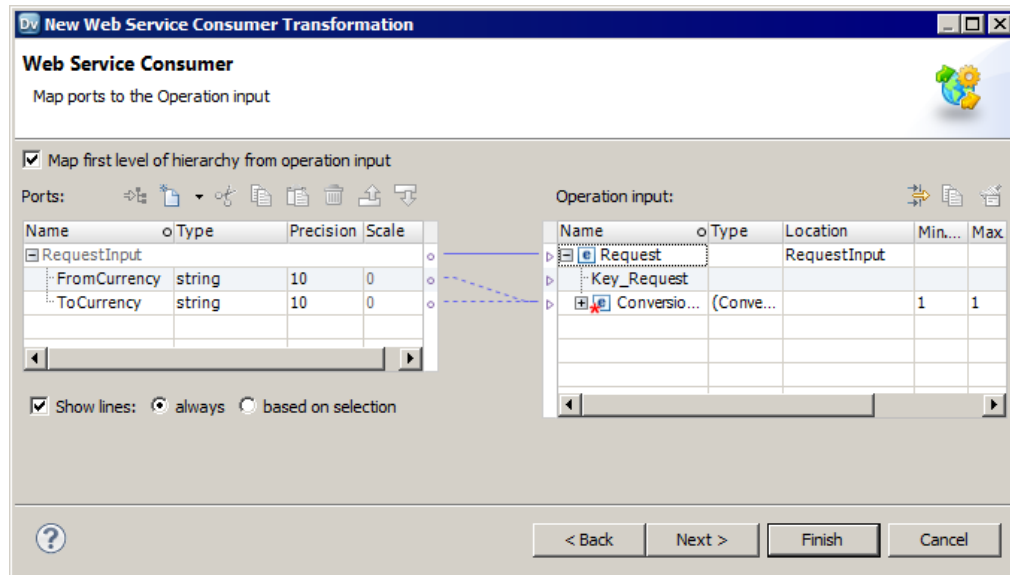 Dv New Web Service Consumer Transformation
Web Service Consumer
Map ports to the Operation input
Map first level of hierarchy from operation input
Ports:
Operation input:
Name Type Precision Scale
Name Type Location Min.... Max
RequestInput
e Request RequestInput
FromCurrency string 10 0
Key_Request
ToCurrency string 10 0
e Conversio... (Conve... 1 1
Show lines: always based on selection
? < Back Next > Finish Cancel